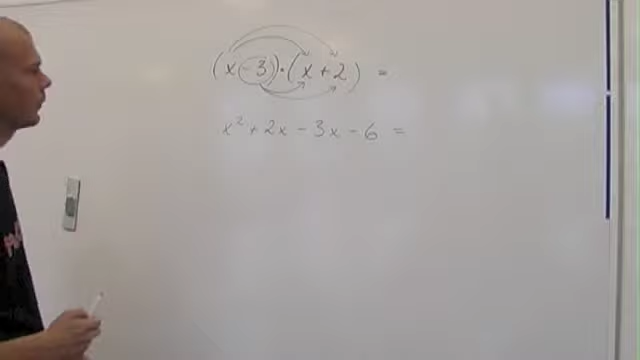 (x-3)·(x+2) =
x²+2x-3x-6 =